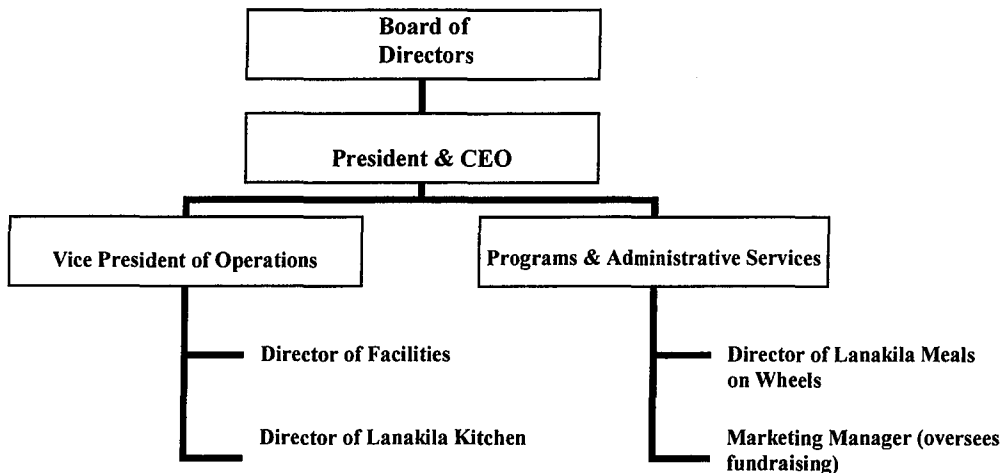 Board of
Directors
President & CEO
Vice President of Operations
Programs & Administrative Services
Director of Facilities
Director of Lanakila Kitchen
Director of Lanakila Meals
on Wheels
Marketing Manager (oversees
fundraising)